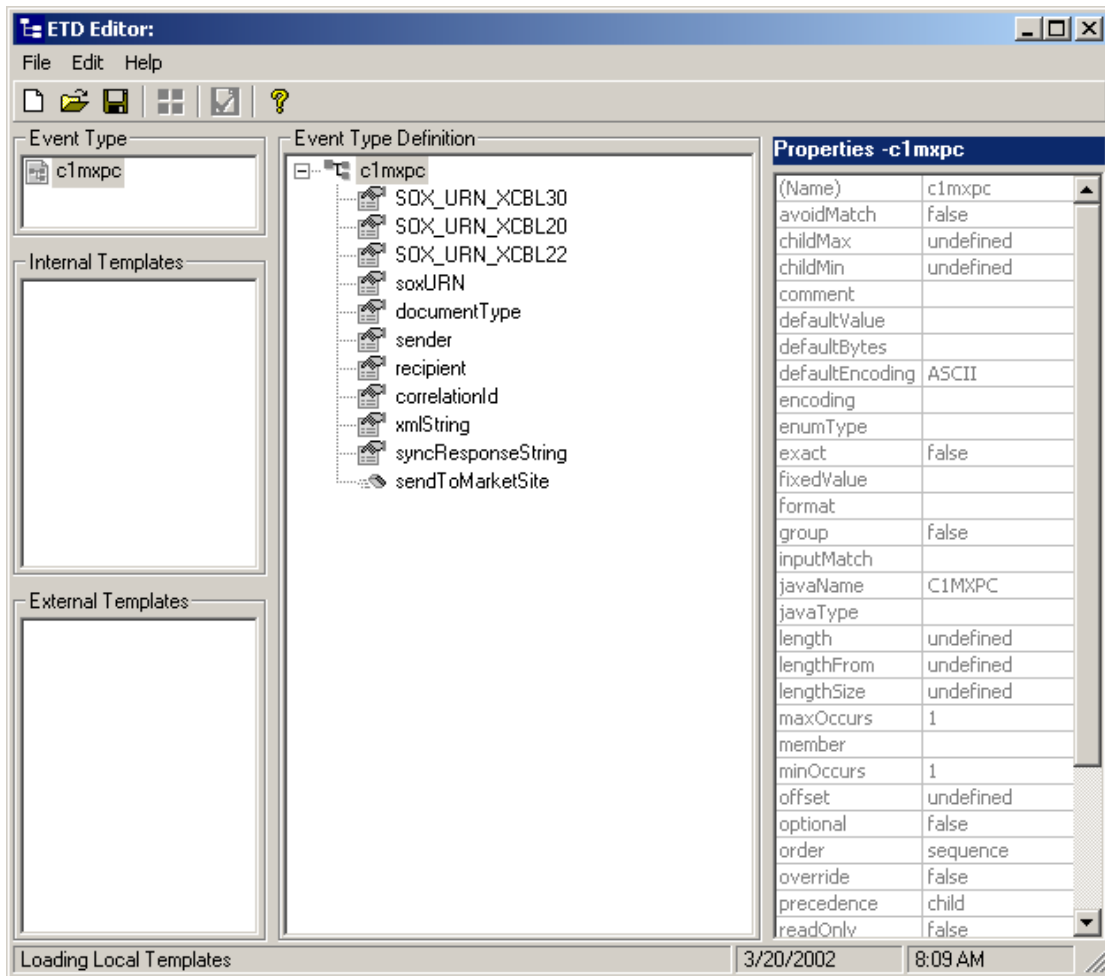 ETD Editor:
File Edit Help
Event Type
c1mxpc
Internal Templates
External Templates
Event Type Definition
c1mxpc
SOX_URN_XCBL30
SOX_URN_XCBL20
SOX_URN_XCBL22
soxURN
documentType
sender
recipient
correlationId
xmlString
syncResponseString
sendToMarketSite
Properties -c1mxpc
(Name) c1mxpc
avoidMatch false
childMax undefined
childMin undefined
comment
defaultValue
defaultBytes
defaultEncoding ASCII
encoding
enumType
exact false
fixedValue
format
group false
inputMatch
javaName C1MXPC
javaType
length undefined
lengthFrom undefined
lengthSize undefined
maxOccurs 1
member
minOccurs 1
offset undefined
optional false
order sequence
override false
precedence child
readOnly false
Loading Local Templates 3/20/2002 8:09 AM